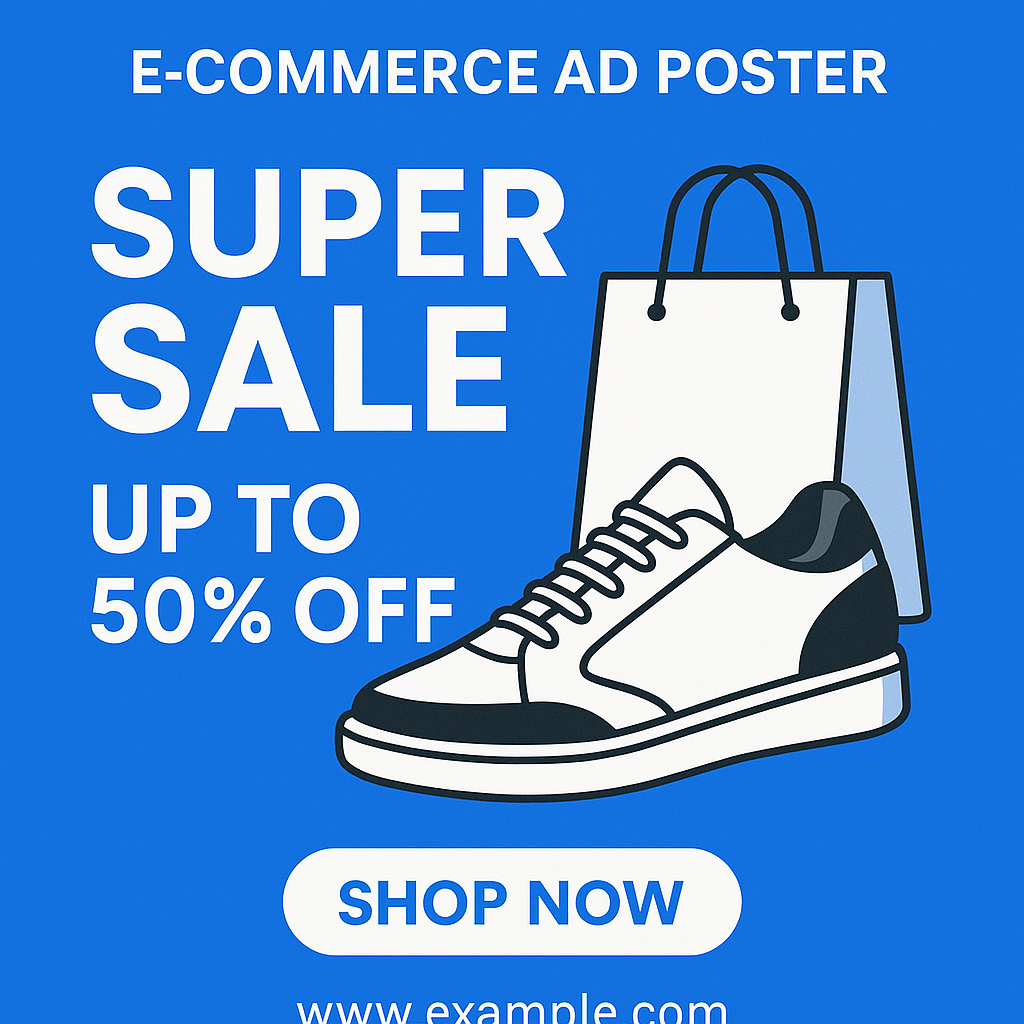 E-COMMERCE AD POSTER
SUPER
SALE
UP TO
50% OFF
SHOP NOW
www.example.com